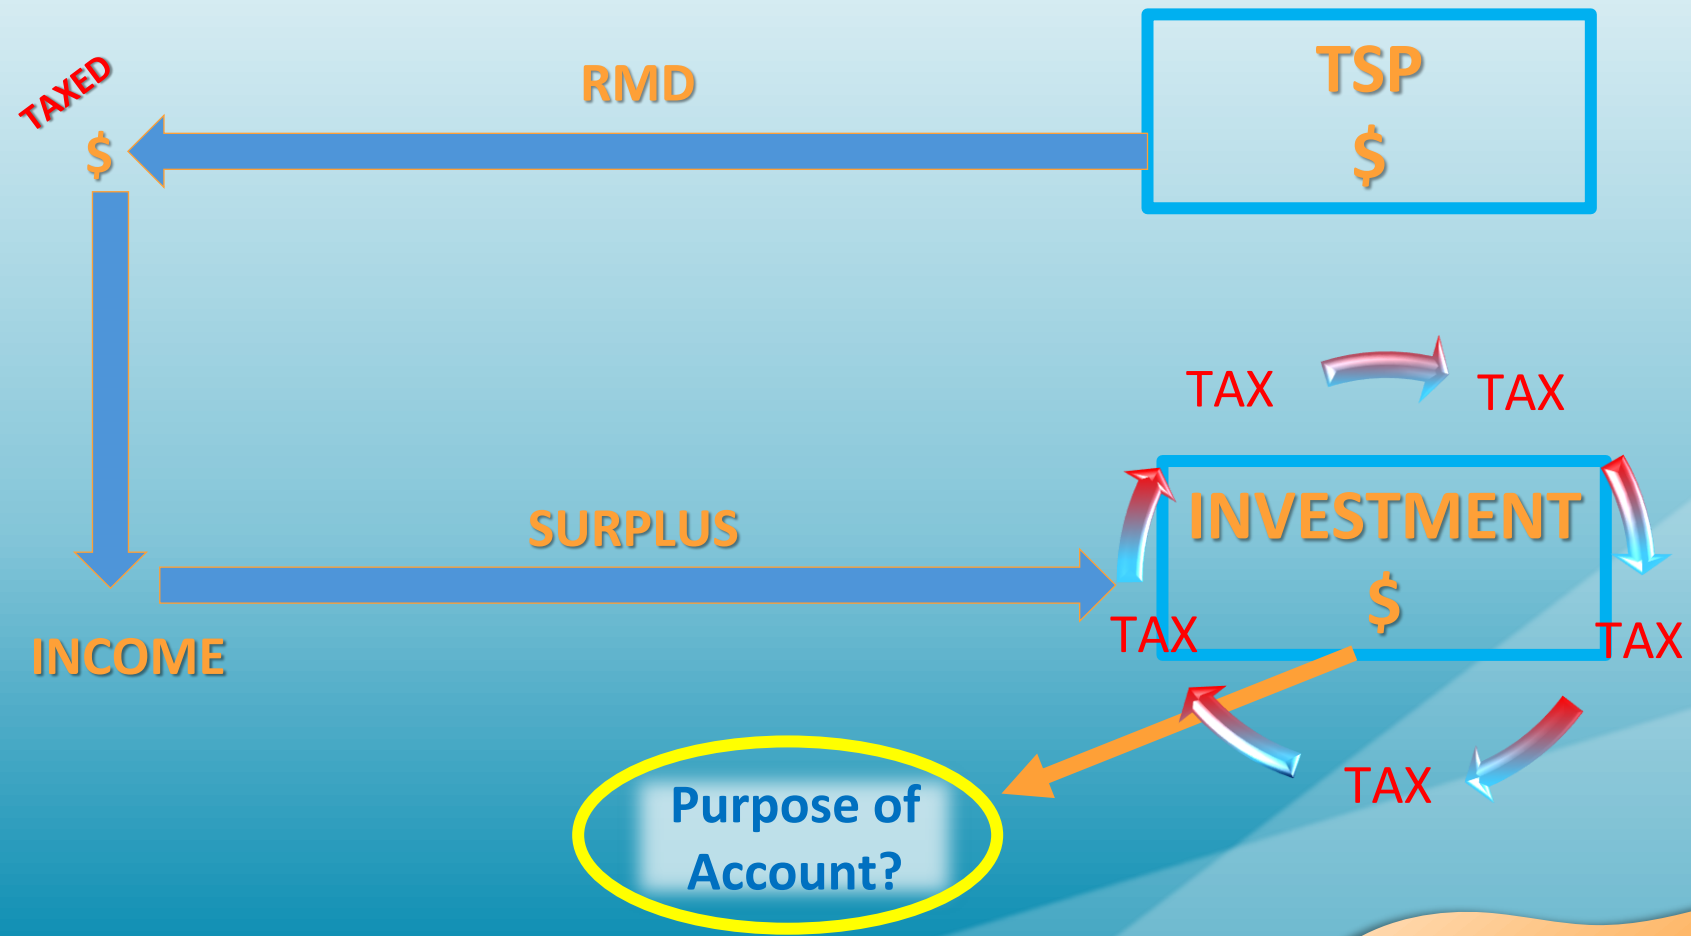 TSP
$
RMD
TAXED
$
TAX
TAX
INVESTMENT
$
SURPLUS
TAX
TAX
INCOME
TAX
Purpose of
Account?